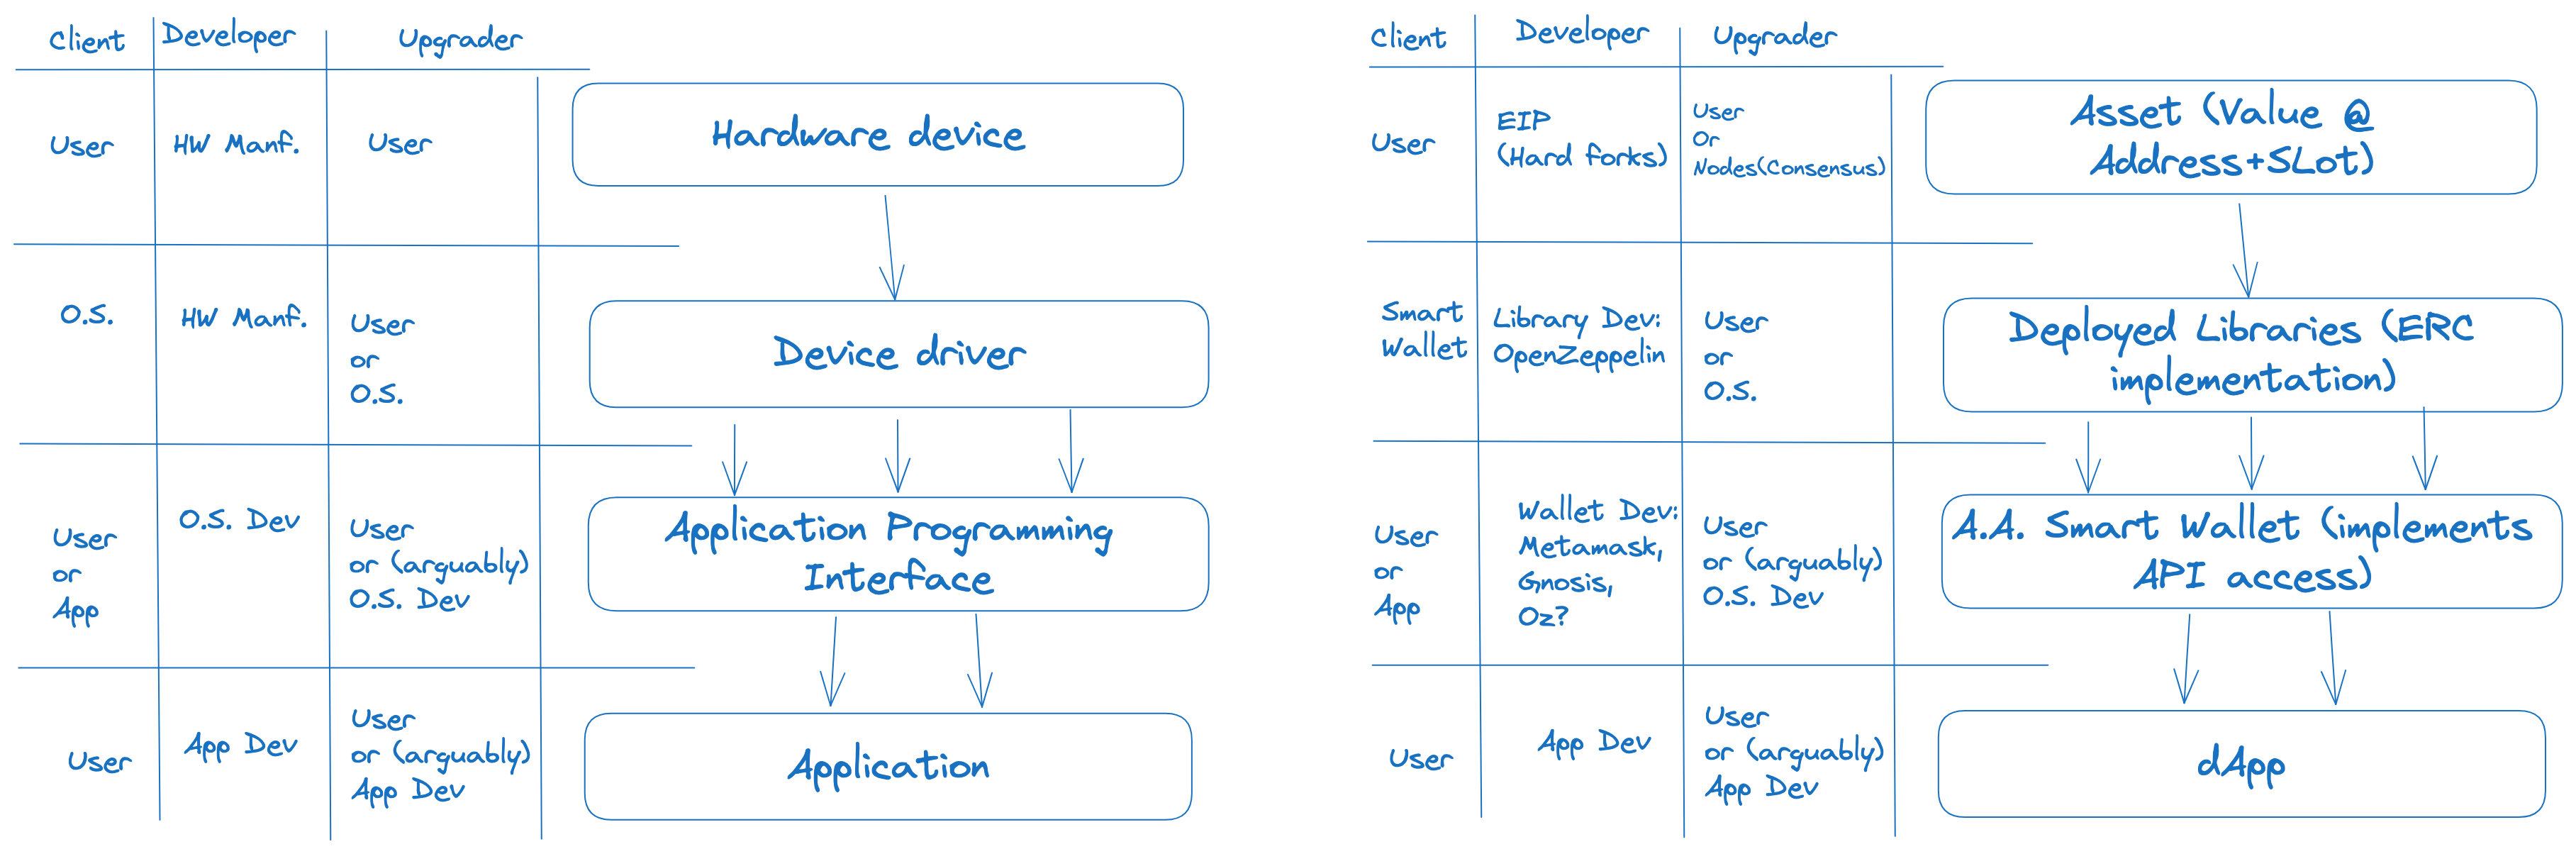 Client
Developer
Upgrader
User
HW Manf.
User
Hardware device
O.S.
HW Manf.
User
or
O.S.
Device driver
User
or
App
O.S. Dev
User
or (arguably)
O.S. Dev
Application Programming
Interface
User
App Dev
User
or (arguably)
App Dev
Application
Client
Developer
Upgrader
User
EIP
(Hard forks)
User
Or
Nodes(Consensus)
Asset (Value @
Address+SLot)
Smart
Wallet
Library Dev:
OpenZeppelin
User
or
O.S.
Deployed Libraries (ERC
implementation)
User
or
App
Wallet Dev:
Metamask,
Gnosis,
Oz?
User
or (arguably)
O.S. Dev
A.A. Smart Wallet (implements
API access)
User
App Dev
User
or (arguably)
App Dev
dApp